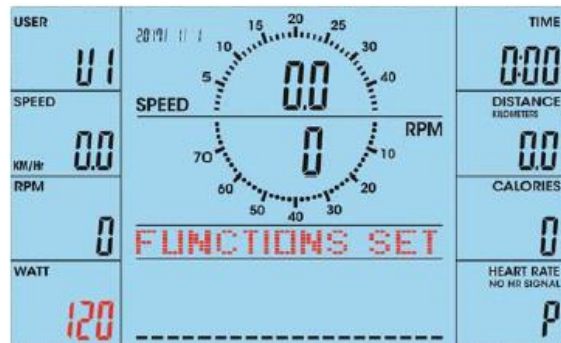 USER
U1
SPEED
KM/Hr 0.0
RPM
0
WATT
120
2019/ 1/ 1
5 10 15 20 30 40
SPEED 0.0
RPM
0
70 60 50 40 30 20 10
FUNCTIONS SET
TIME
0:00
DISTANCE
KILOMETERS
0.0
CALORIES
0
HEART RATE
NO HR SIGNAL
P